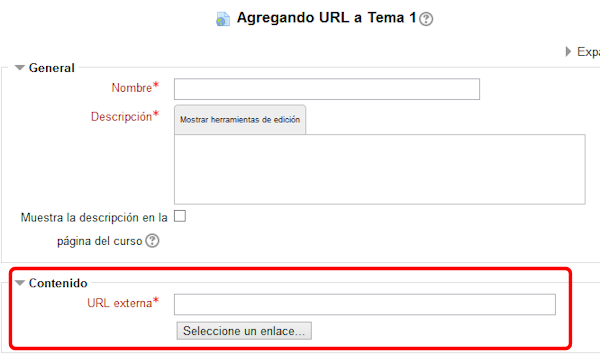 Agregando URL a Tema 1
General
Nombre*
Descripción*
Mostrar herramientas de edición
Muestra la descripción en la
página del curso
Contenido
URL externa*
Seleccione un enlace...